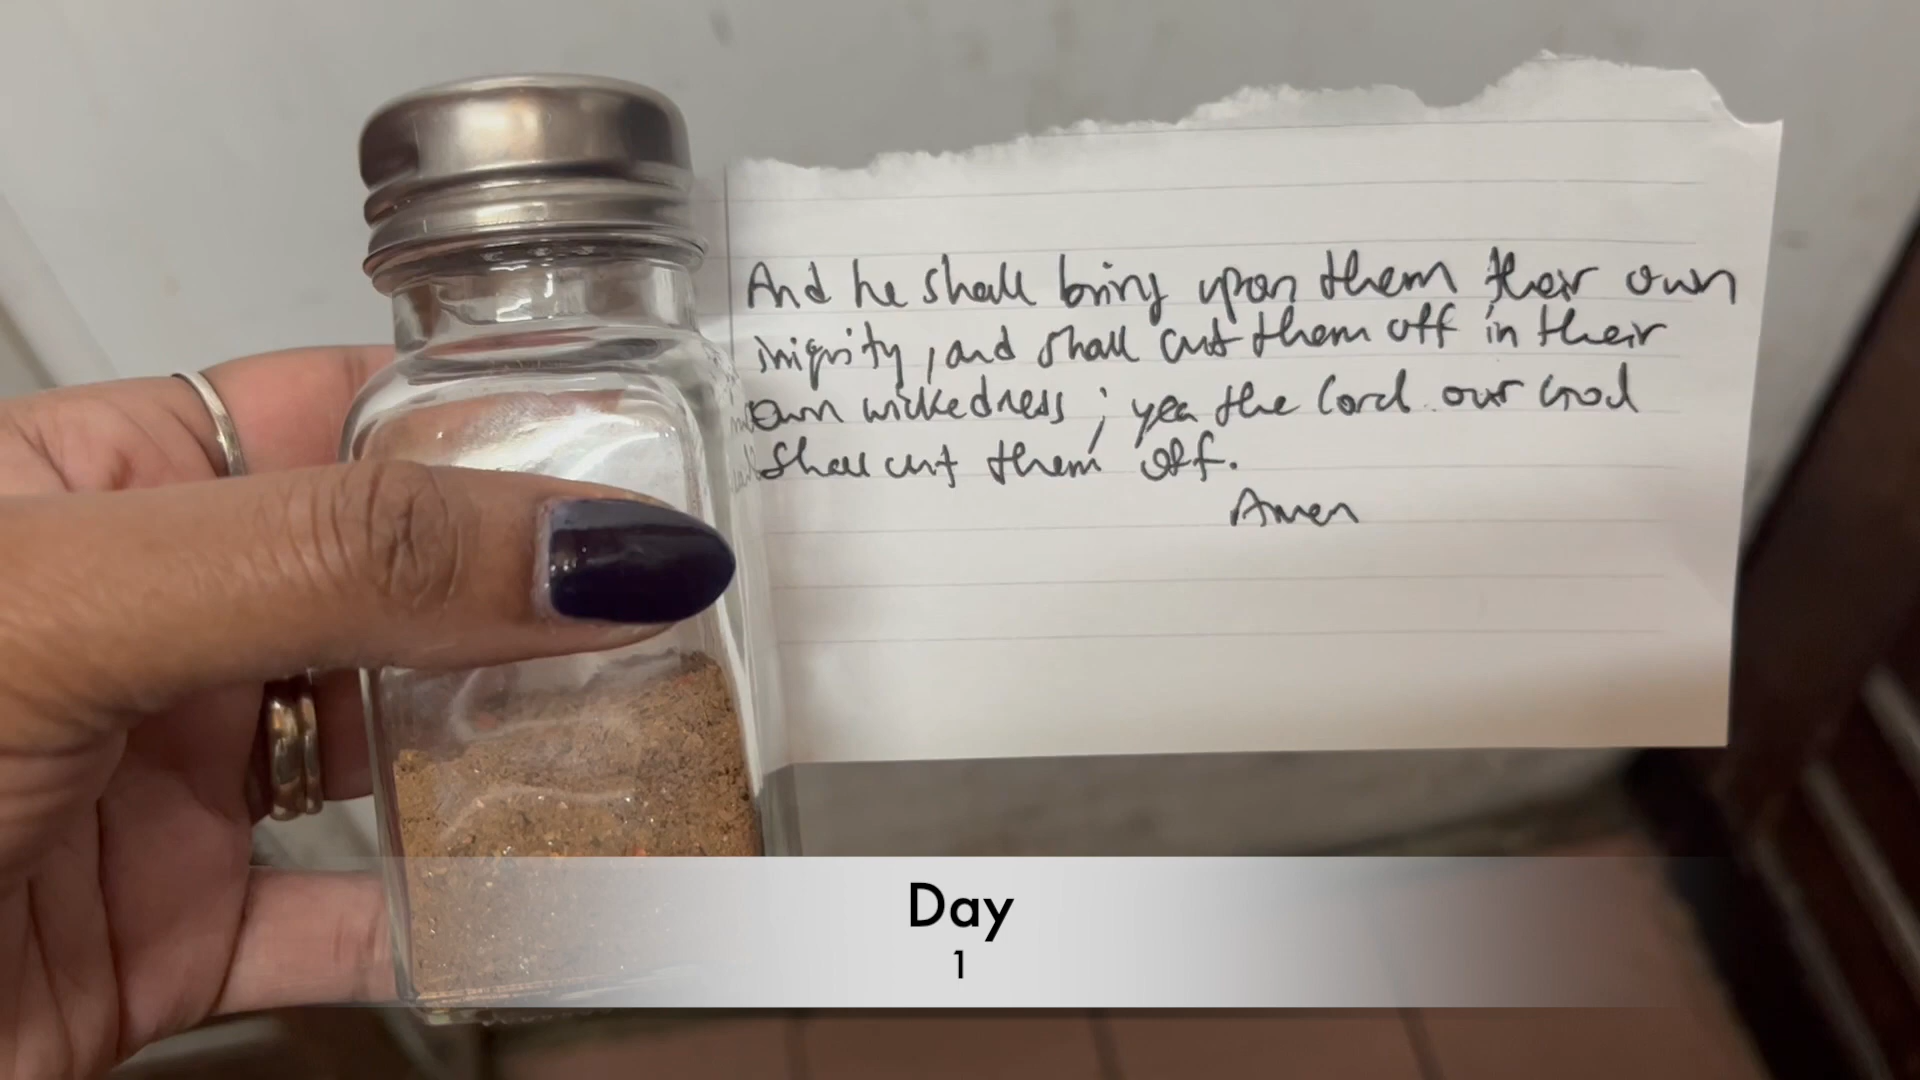 And he shall bring upon them their own
iniqvity, and shall cut them off in their
own wickedness; yea the Lord our God
Shall cut them off.
Amen
Day
1